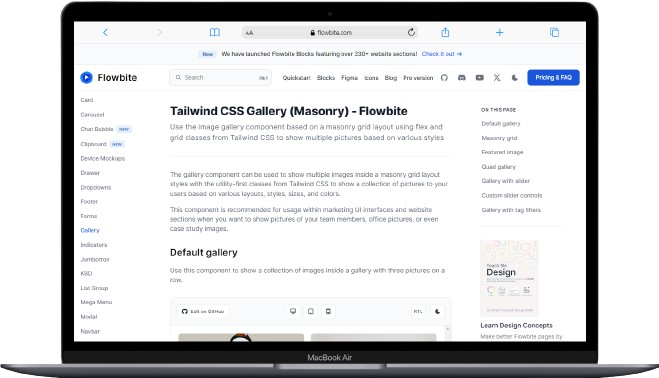 AA flowbite.com
New We have launched Flowbite Blocks featuring over 330+ website sections! Check it out
Flowbite
Search
Quickstart Blocks Figma Icons Blog Pro version
Pricing & FAQ
Card
Carousel
Chat Bubble NEW
Clipboard NEW
Device Mockups
Drawer
Dropdowns
Footer
Forms
Gallery
Indicators
Jumbotron
KBD
List Group
Mega Menu
Modal
Navbar
Tailwind CSS Gallery (Masonry) - Flowbite
Use the image gallery component based on a masonry grid layout using flex and
grid classes from Tailwind CSS to show multiple pictures based on various styles
The gallery component can be used to show multiple images inside a masonry grid layout
styles with the utility-first classes from Tailwind CSS to show a collection of pictures to your
users based on various layouts, styles, sizes, and colors.
This component is recommended for usage within marketing UI interfaces and website
sections when you want to show pictures of your team members, office pictures, or even
case study images.
Default gallery
Use this component to show a collection of images inside a gallery with three pictures on a
row.
Edit on GitHub
RTL
ON THIS PAGE
Default gallery
Masonry grid
Featured image
Quad gallery
Gallery with slider
Custom slider controls
Gallery with tag filters
Teach Me
Design
Learn Design Concepts
Make better Flowbite pages by
MacBook Air